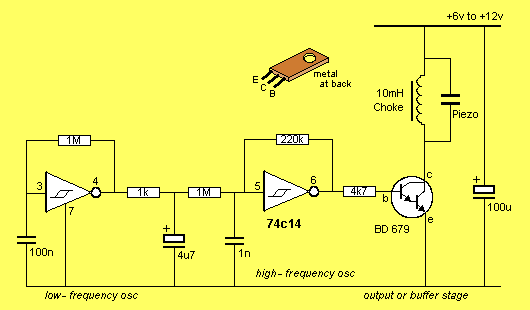 +6v to +12v
E
C
B
metal
at back
10mH
Choke
Piezo
1M
220k
3
4
1k
1M
5
6
4k7
b
c
e
7
74c14
BD 679
+
100u
+
100n
4u7
1n
high- frequency osc
low- frequency osc
output or buffer stage